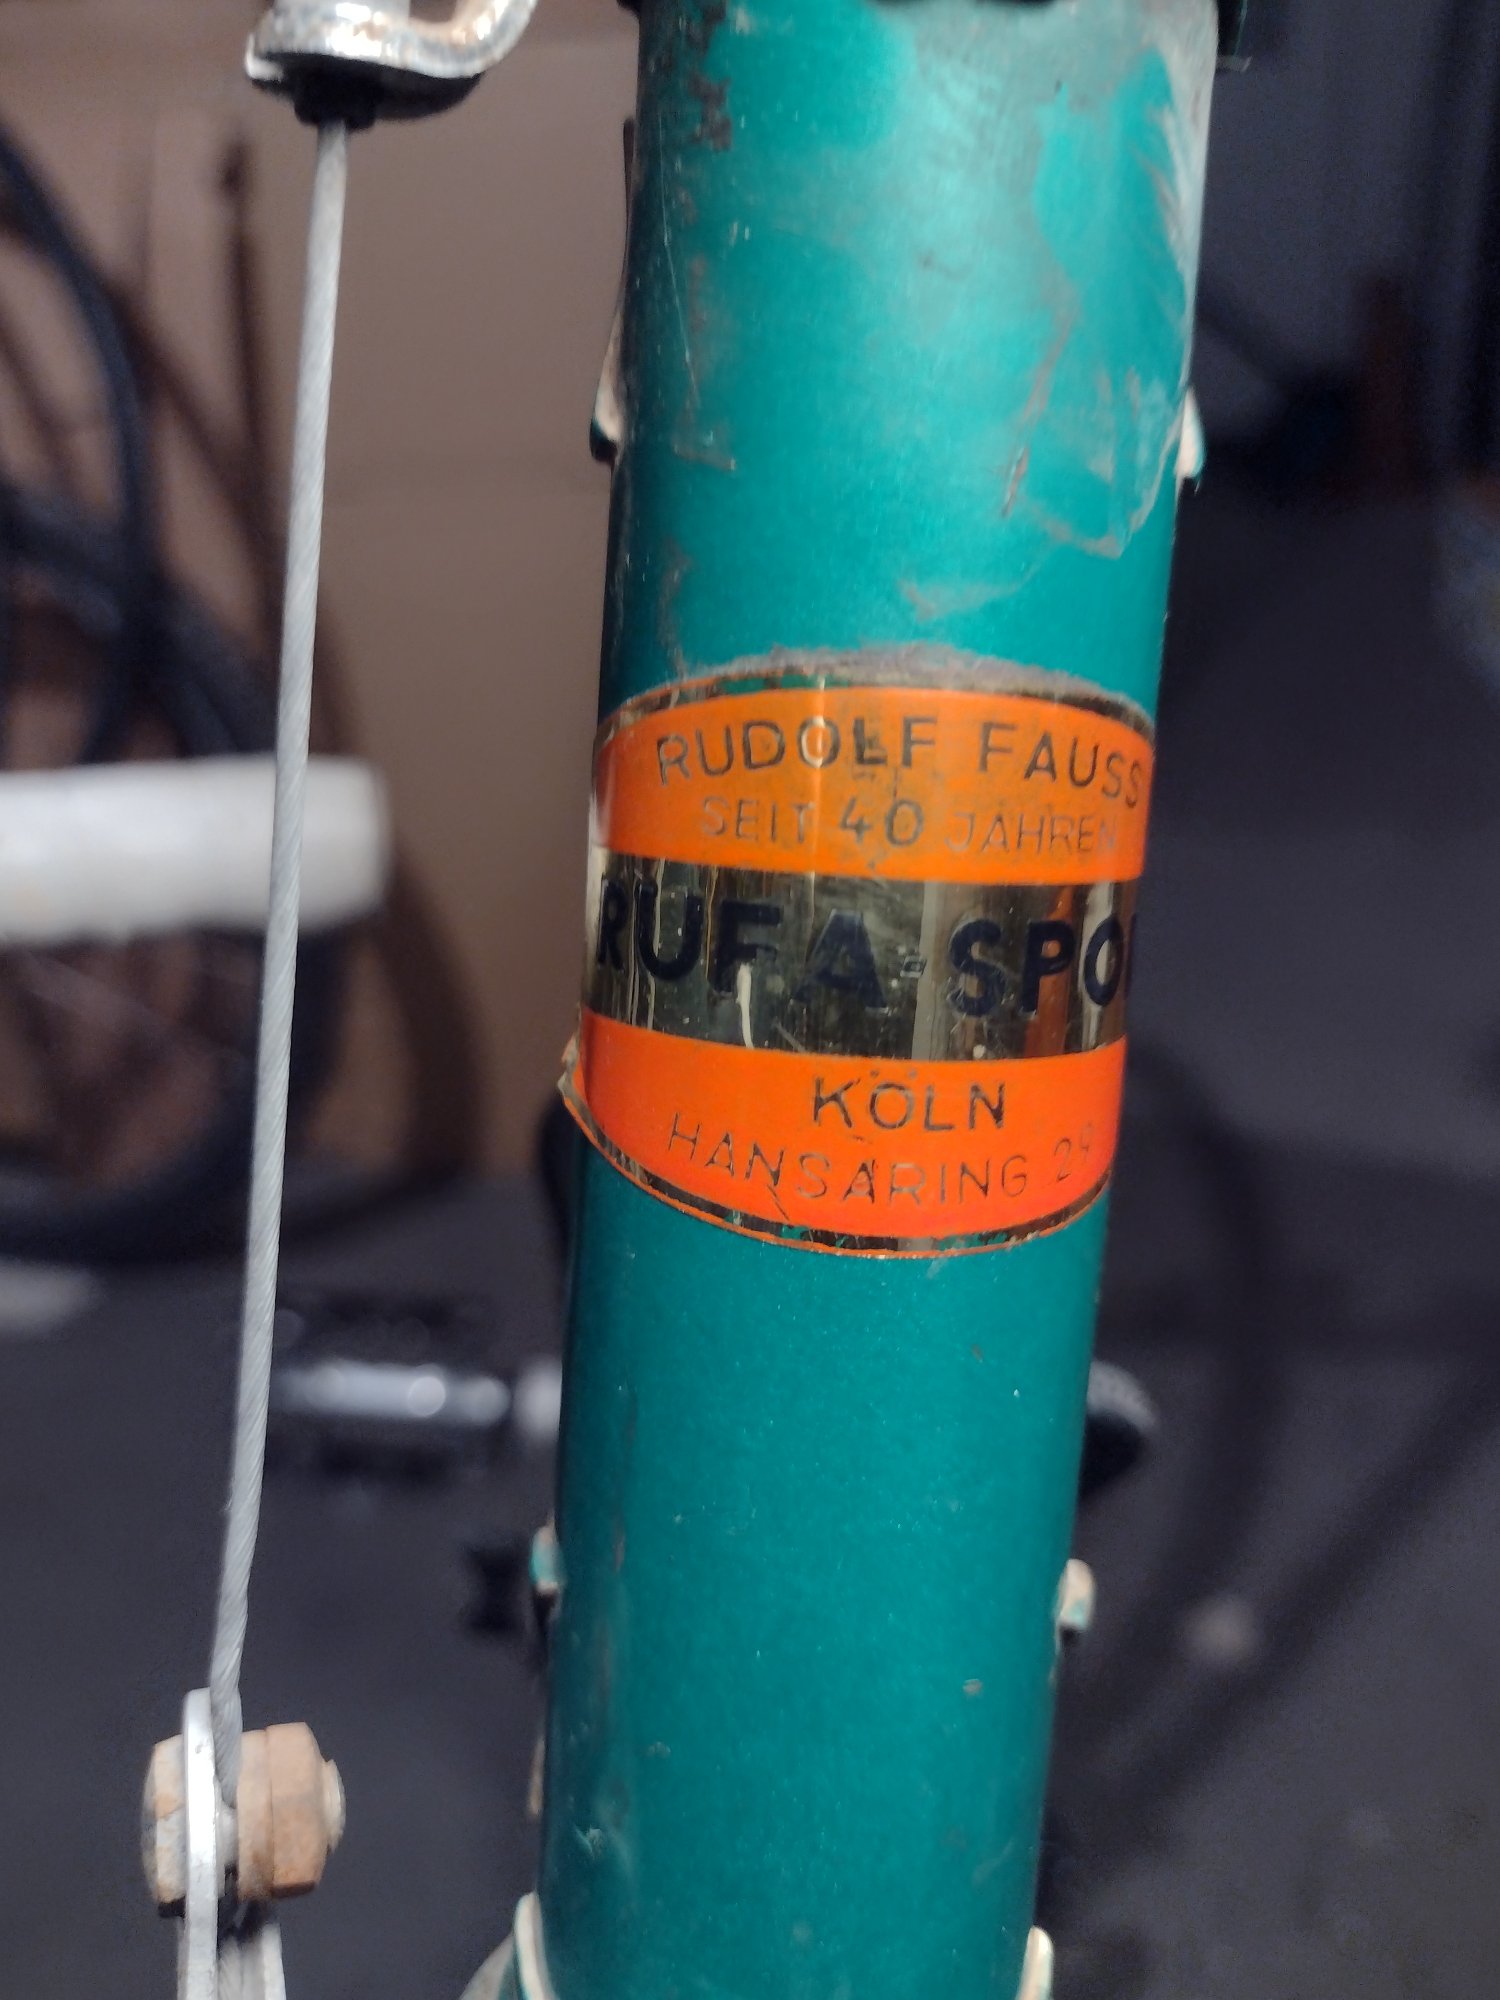 RUDOLF FAUSS
SEIT 40 JAHREN
RUFA-SPO
KÖLN
HANSARING 29